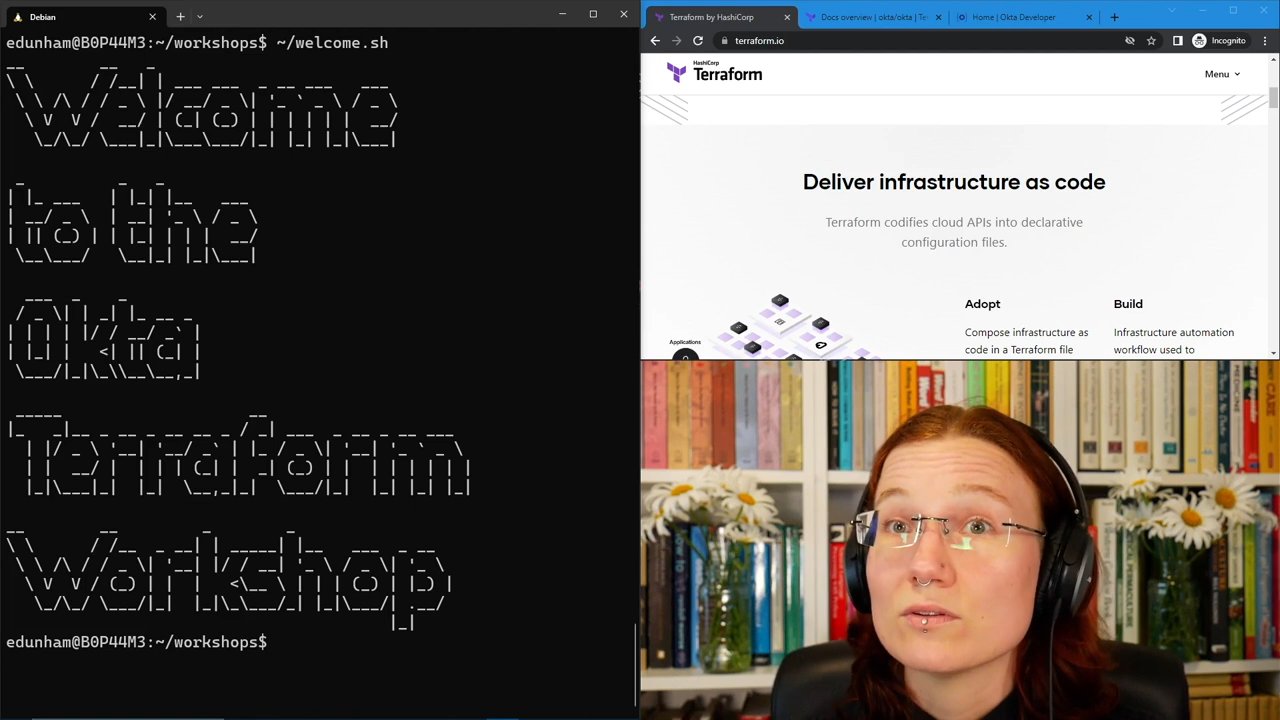 Debian
edunham@B0P44M3:~/workshops$ ~/welcome.sh
Welcome
to the
Okta
Terraform
Workshop
edunham@B0P44M3:~/workshops$
Terraform by HashiCorp
Docs overview | okta/okta | Te
Home | Okta Developer
terraform.io
Incognito
HashiCorp
Terraform
Menu
Deliver infrastructure as code
Terraform codifies cloud APIs into declarative
configuration files.
Applications
Adopt
Compose infrastructure as
code in a Terraform file
Build
Infrastructure automation
workflow used to